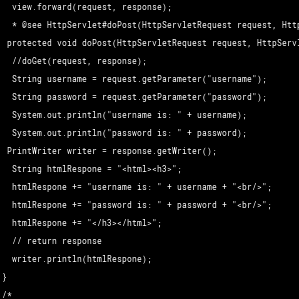 view.forward(request, response);
* @see HttpServlet#doPost(HttpServletRequest request, Http
protected void doPost(HttpServletRequest request, HttpServl
//doGet(request, response);
String username = request.getParameter("username");
String password = request.getParameter("password");
System.out.println("username is: " + username);
System.out.println("password is: " + password);
PrintWriter writer = response.getWriter();
String htmlRespone = "<html><h3>";
htmlRespone += "username is: " + username + "<br/>";
htmlRespone += "password is: " + password + "<br/>";
htmlRespone += "</h3></html>";
// return response
writer.println(htmlRespone);
}
/*